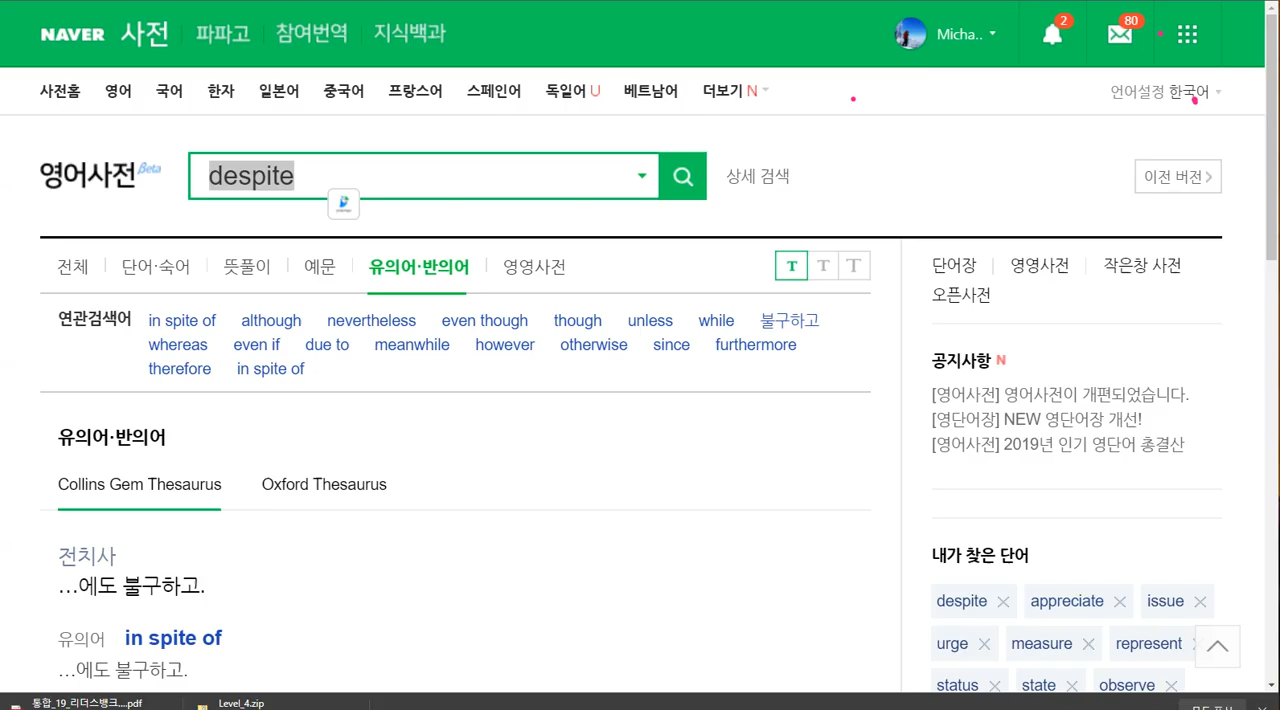 NAVER 사전 파파고 참여번역 지식백과 Micha.. 2 80
사전홈 영어 국어 한자 일본어 중국어 프랑스어 스페인어 독일어 U 베트남어 더보기 N 언어설정 한국어
영어사전 Beta despite 상세 검색 이전 버전
전체 단어·숙어 뜻풀이 예문 유의어·반의어 영영사전 T T T
연관검색어 in spite of although nevertheless even though though unless while 불구하고
whereas even if due to meanwhile however otherwise since furthermore
therefore in spite of
유의어·반의어
Collins Gem Thesaurus Oxford Thesaurus
전치사
…에도 불구하고.
유의어 in spite of
…에도 불구하고.
단어장 영영사전 작은창 사전
오픈사전
공지사항 N
[영어사전] 영어사전이 개편되었습니다.
[영단어장] NEW 영단어장 개선!
[영어사전] 2019년 인기 영단어 총결산
내가 찾은 단어
despite appreciate issue
urge measure represent
status state observe
통합_19_리더스뱅크....pdf Level_4.zip